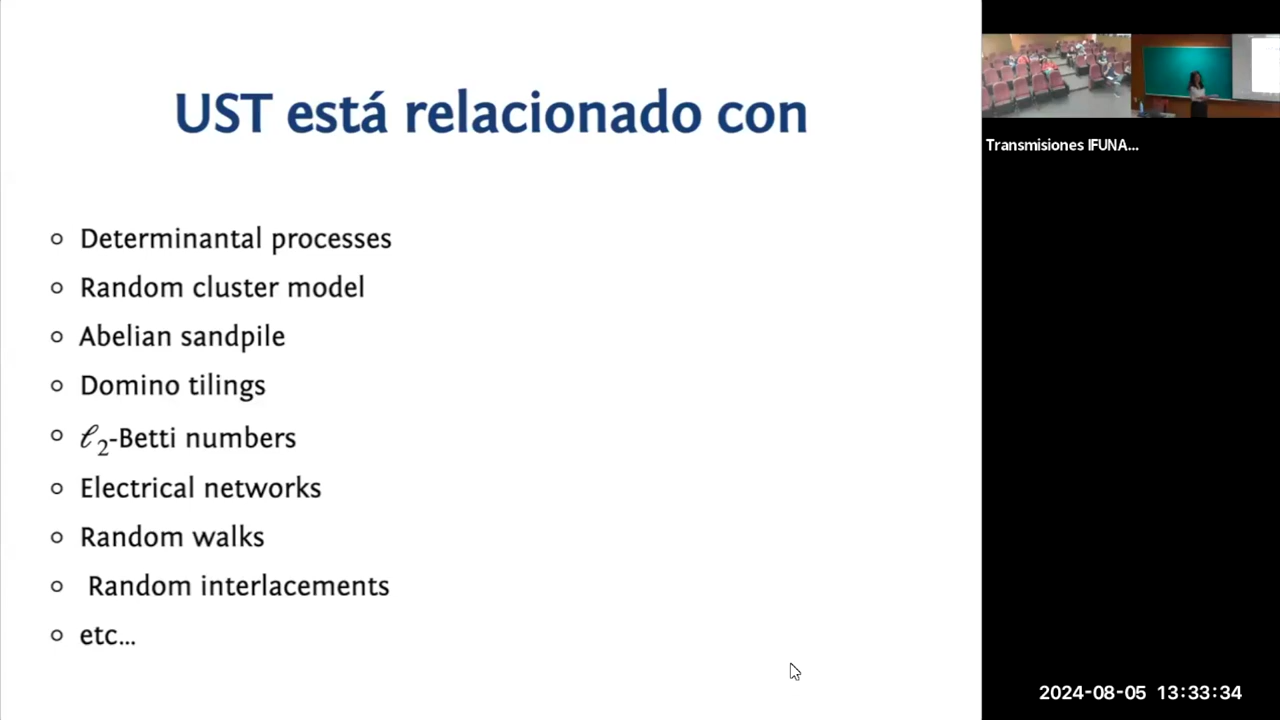 UST está relacionado con
Determinantal processes
Random cluster model
Abelian sandpile
Domino tilings
ℓ2-Betti numbers
Electrical networks
Random walks
Random interlacements
etc...
Transmisiones IFUNA...
2024-08-05 13:33:34